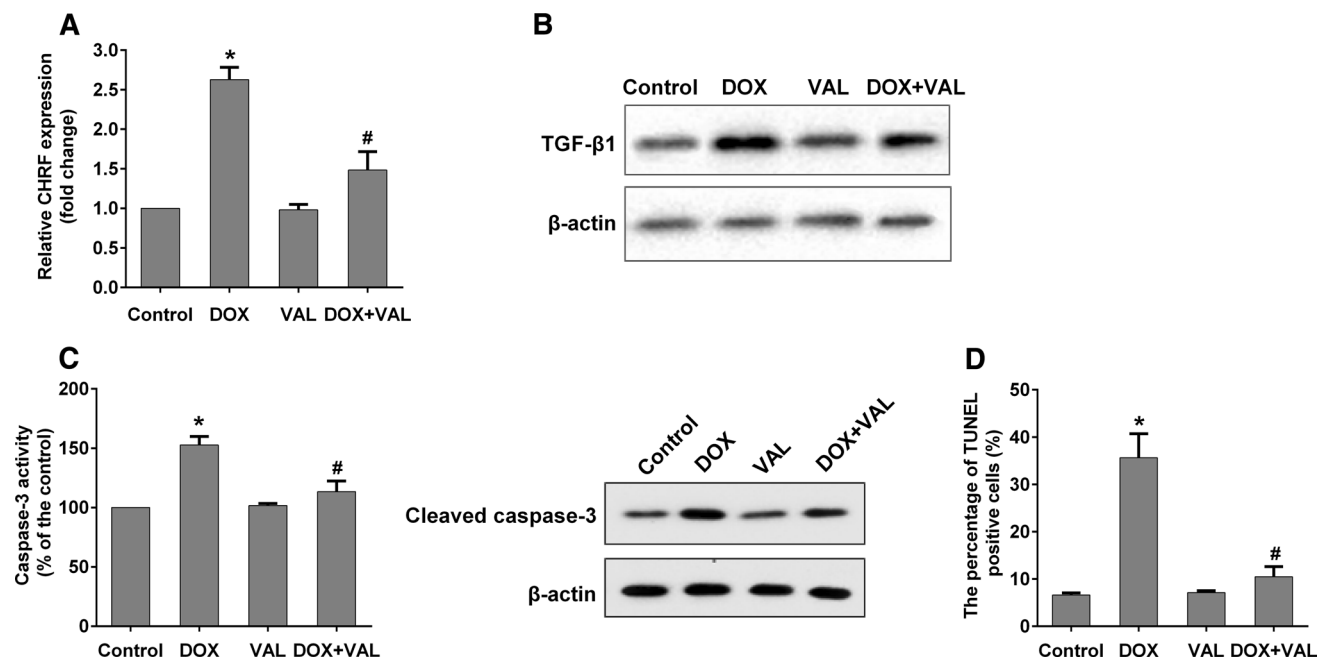 A
Relative CHRF expression
(fold change)
3.0
2.5
2.0
1.5
1.0
0.5
0.0
*
#
Control DOX VAL DOX+VAL
B
Control DOX VAL DOX+VAL
TGF-β1
β-actin
C
Caspase-3 activity
(% of the control)
200
150
100
50
0
*
#
Control DOX VAL DOX+VAL
Control DOX VAL DOX+VAL
Cleaved caspase-3
β-actin
D
The percentage of TUNEL
positive cells (%)
50
40
30
20
10
0
*
#
Control DOX VAL DOX+VAL